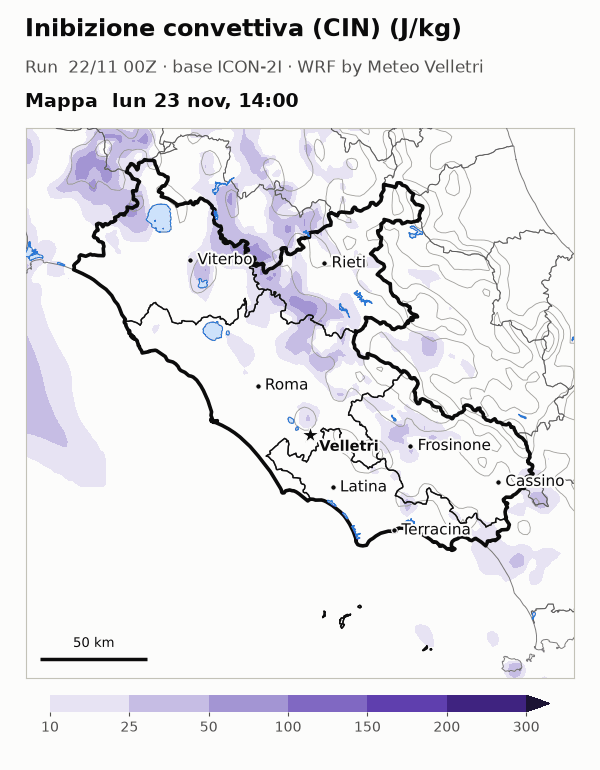 Inibizione convettiva (CIN) (J/kg)
Run  22/11 00Z · base ICON-2I · WRF by Meteo Velletri
Mappa  lun 23 nov, 14:00
Viterbo
Rieti
Roma
Velletri
Frosinone
Latina
Cassino
Terracina
50 km
10 25 50 100 150 200 300